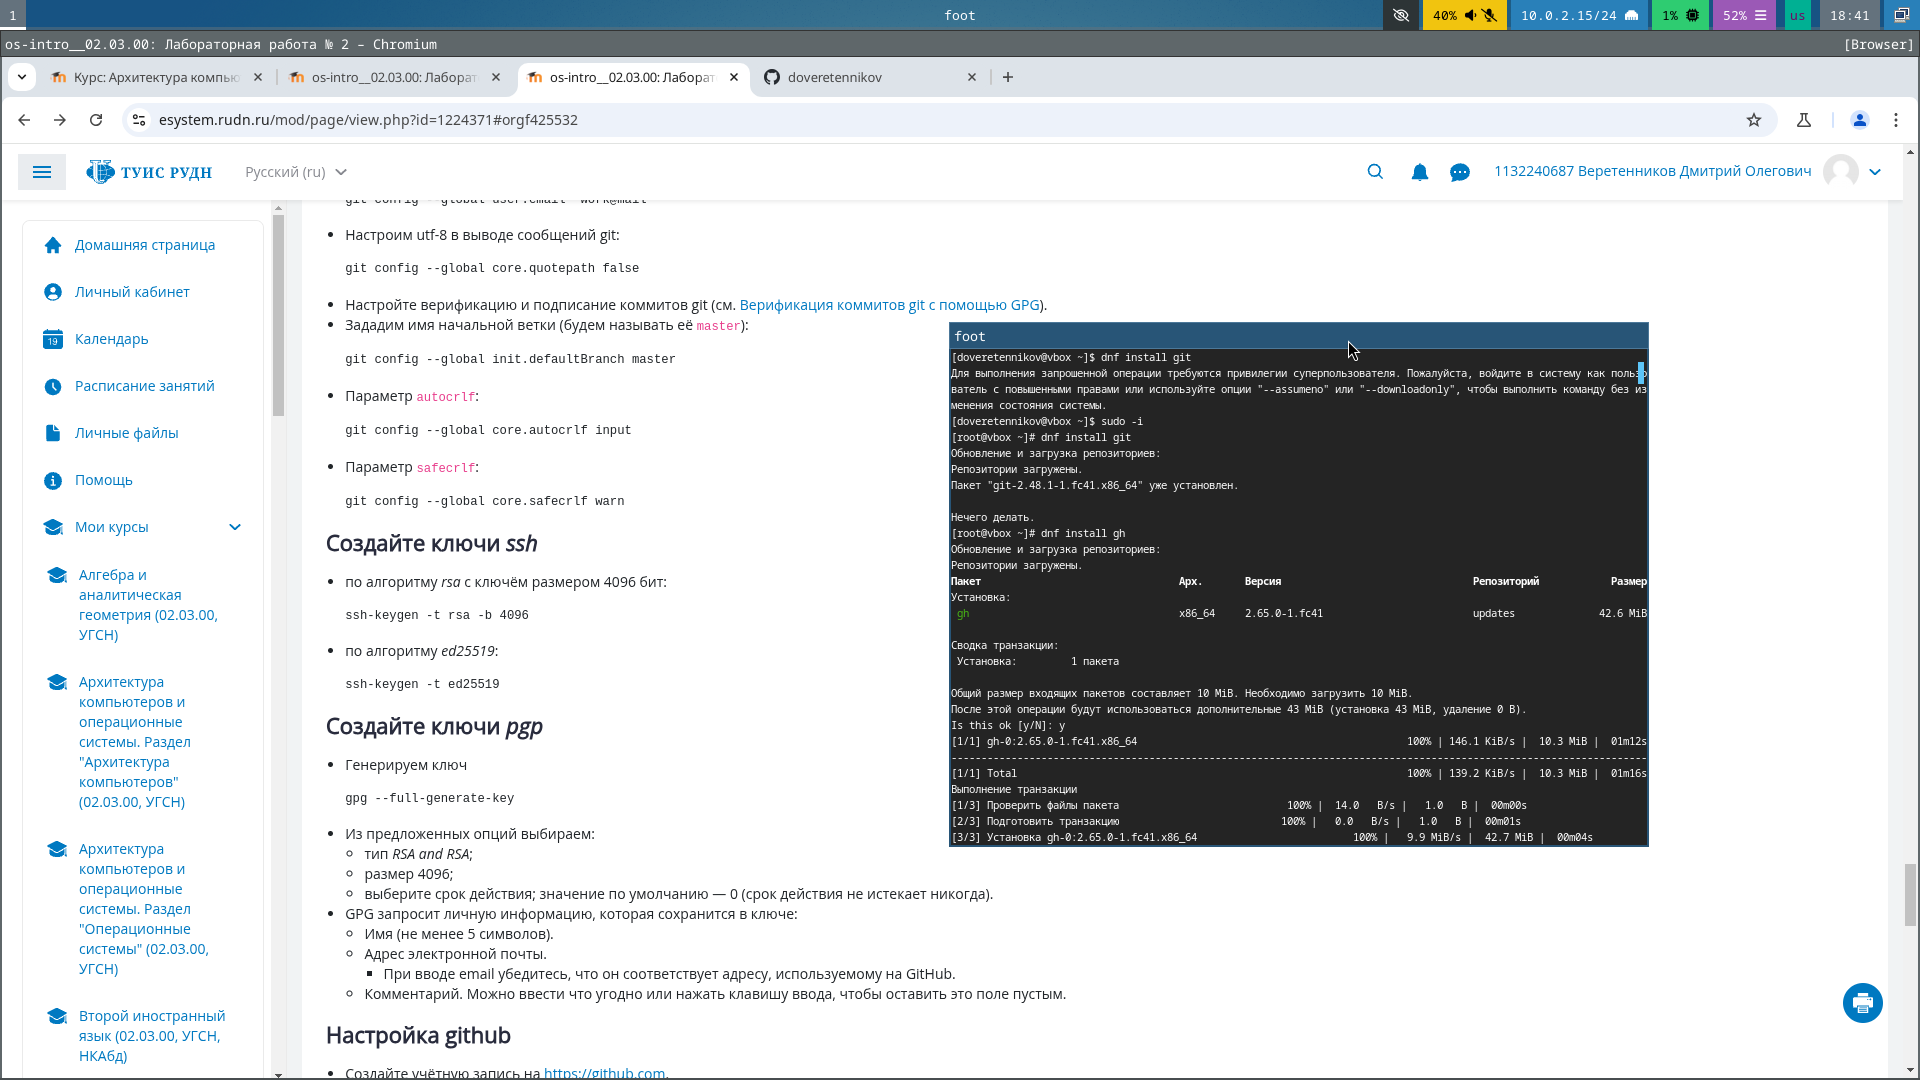 1
foot
40%
10.0.2.15/24
1%
52%
us
18:41
os-intro__02.03.00: Лабораторная работа № 2 – Chromium
[Browser]
Курс: Архитектура компью
os-intro__02.03.00: Лаборат
os-intro__02.03.00: Лаборат
doveretennikov
esystem.rudn.ru/mod/page/view.php?id=1224371#orgf425532
ТУИС РУДН
Русский (ru)
1132240687 Веретенников Дмитрий Олегович
Домашняя страница
Личный кабинет
19
Календарь
Расписание занятий
Личные файлы
Помощь
Мои курсы
Алгебра и
аналитическая
геометрия (02.03.00,
УГСН)
Архитектура
компьютеров и
операционные
системы. Раздел
"Архитектура
компьютеров"
(02.03.00, УГСН)
Архитектура
компьютеров и
операционные
системы. Раздел
"Операционные
системы" (02.03.00,
УГСН)
Второй иностранный
язык (02.03.00, УГСН,
НКАбд)
git config --global user.email "work@mail"
• Настроим utf-8 в выводе сообщений git:
git config --global core.quotepath false
• Настройте верификацию и подписание коммитов git (см. Верификация коммитов git с помощью GPG).
• Зададим имя начальной ветки (будем называть её master):
git config --global init.defaultBranch master
• Параметр autocrlf:
git config --global core.autocrlf input
• Параметр safecrlf:
git config --global core.safecrlf warn
Создайте ключи ssh
• по алгоритму rsa с ключём размером 4096 бит:
ssh-keygen -t rsa -b 4096
• по алгоритму ed25519:
ssh-keygen -t ed25519
Создайте ключи pgp
• Генерируем ключ
gpg --full-generate-key
• Из предложенных опций выбираем:
тип RSA and RSA;
размер 4096;
выберите срок действия; значение по умолчанию — 0 (срок действия не истекает никогда).
• GPG запросит личную информацию, которая сохранится в ключе:
Имя (не менее 5 символов).
Адрес электронной почты.
При вводе email убедитесь, что он соответствует адресу, используемому на GitHub.
Комментарий. Можно ввести что угодно или нажать клавишу ввода, чтобы оставить это поле пустым.
Настройка github
• Создайте учётную запись на https://github.com.
foot
[doveretennikov@vbox ~]$ dnf install git
Для выполнения запрошенной операции требуются привилегии суперпользователя. Пожалуйста, войдите в систему как пользо
ватель с повышенными правами или используйте опции "--assumeno" или "--downloadonly", чтобы выполнить команду без из
менения состояния системы.
[doveretennikov@vbox ~]$ sudo -i
[root@vbox ~]# dnf install git
Обновление и загрузка репозиториев:
Репозитории загружены.
Пакет "git-2.48.1-1.fc41.x86_64" уже установлен.
Нечего делать.
[root@vbox ~]# dnf install gh
Обновление и загрузка репозиториев:
Репозитории загружены.
Пакет Арх. Версия Репозиторий Размер
Установка:
gh x86_64 2.65.0-1.fc41 updates 42.6 MiB
Сводка транзакции:
Установка: 1 пакета
Общий размер входящих пакетов составляет 10 MiB. Необходимо загрузить 10 MiB.
После этой операции будут использоваться дополнительные 43 MiB (установка 43 MiB, удаление 0 B).
Is this ok [y/N]: y
[1/1] gh-0:2.65.0-1.fc41.x86_64 100% | 146.1 KiB/s | 10.3 MiB | 01m12s
--------------------------------------------------------------------------------
[1/1] Total 100% | 139.2 KiB/s | 10.3 MiB | 01m16s
Выполнение транзакции
[1/3] Проверить файлы пакета 100% | 14.0 B/s | 1.0 B | 00m00s
[2/3] Подготовить транзакцию 100% | 0.0 B/s | 1.0 B | 00m01s
[3/3] Установка gh-0:2.65.0-1.fc41.x86_64 100% | 9.9 MiB/s | 42.7 MiB | 00m04s